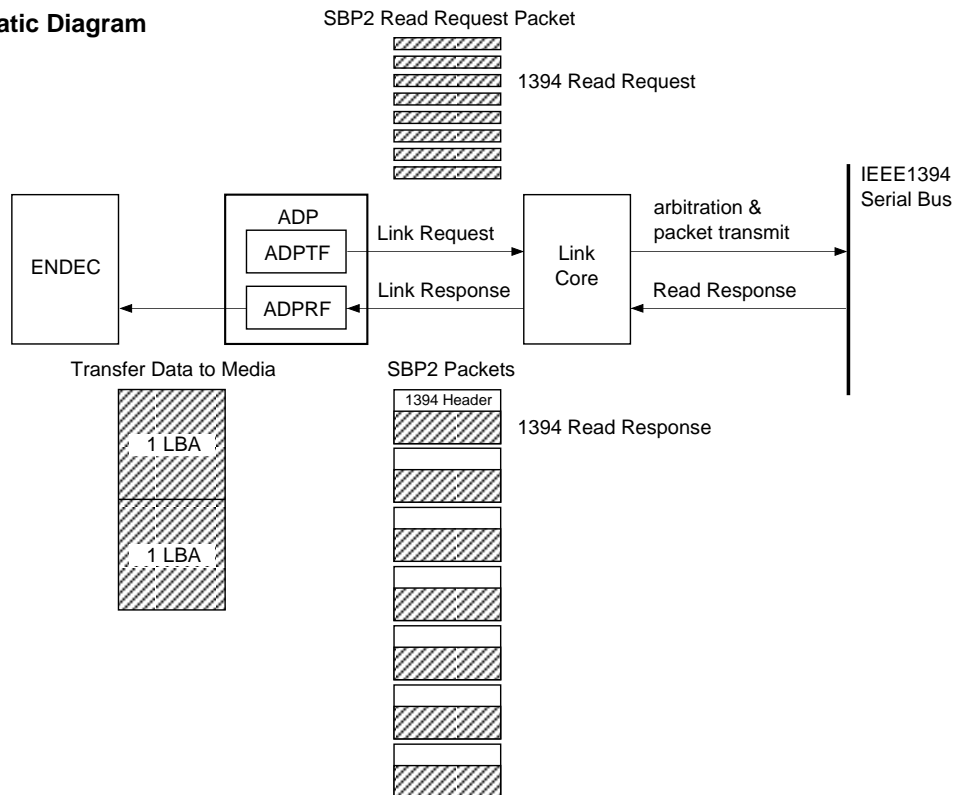 atic Diagram
SBP2 Read Request Packet
1394 Read Request
IEEE1394
Serial Bus
ADP
ADPTF
ADPRF
ENDEC
Link Request
Link Response
Link
Core
arbitration &
packet transmit
Read Response
Transfer Data to Media
1 LBA
1 LBA
SBP2 Packets
1394 Header
1394 Read Response